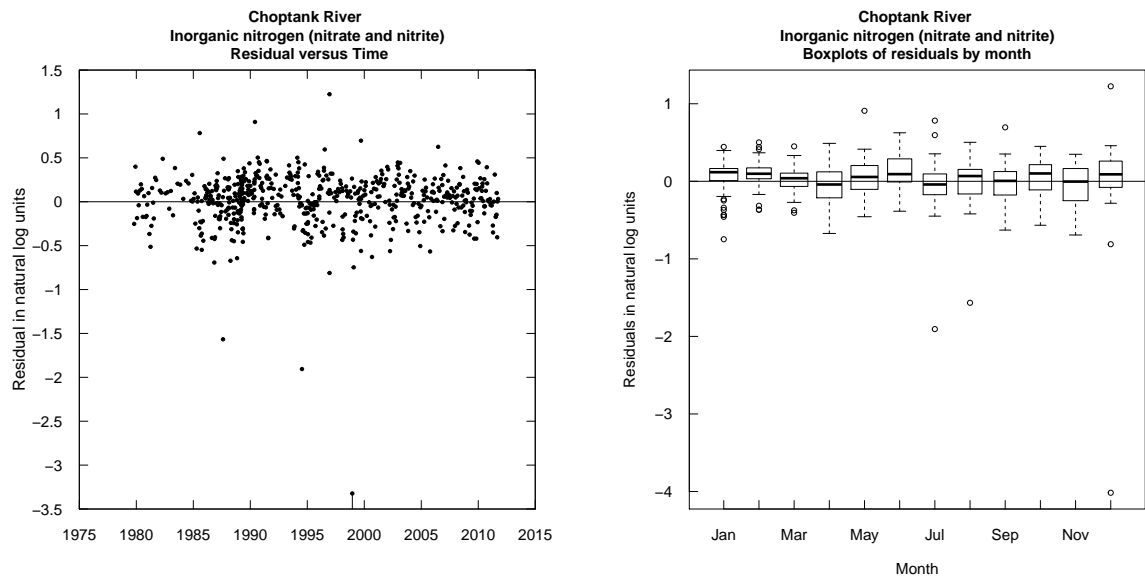 Choptank River
Inorganic nitrogen (nitrate and nitrite)
Residual versus Time
Residual in natural log units
1.5
1
0.5
0
−0.5
−1
−1.5
−2
−2.5
−3
−3.5
1975 1980 1985 1990 1995 2000 2005 2010 2015
Choptank River
Inorganic nitrogen (nitrate and nitrite)
Boxplots of residuals by month
Residuals in natural log units
1
0
−1
−2
−3
−4
Jan Mar May Jul Sep Nov
Month